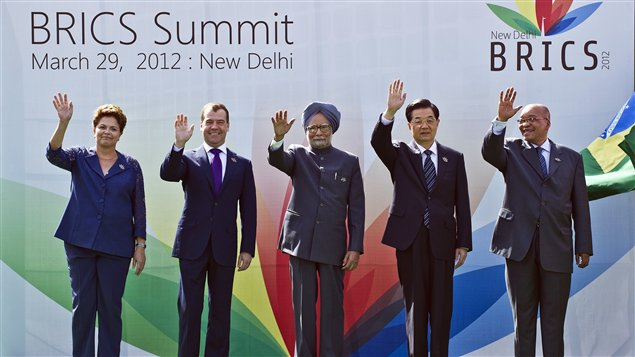 BRICS Summit
March 29, 2012 : New Delhi
New Delhi
BRICS 2012